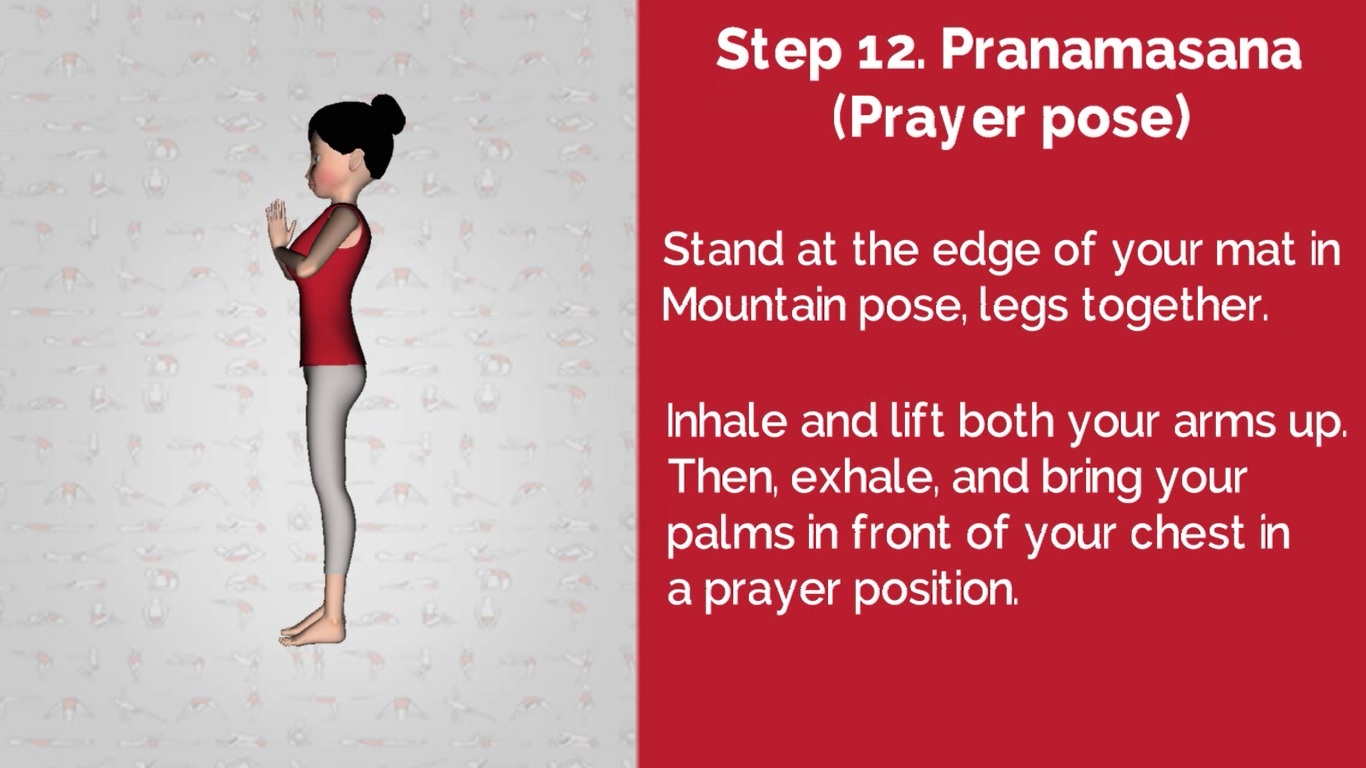 Step 12. Pranamasana
(Prayer pose)
Stand at the edge of your mat in
Mountain pose, legs together.
Inhale and lift both your arms up.
Then, exhale, and bring your
palms in front of your chest in
a prayer position.